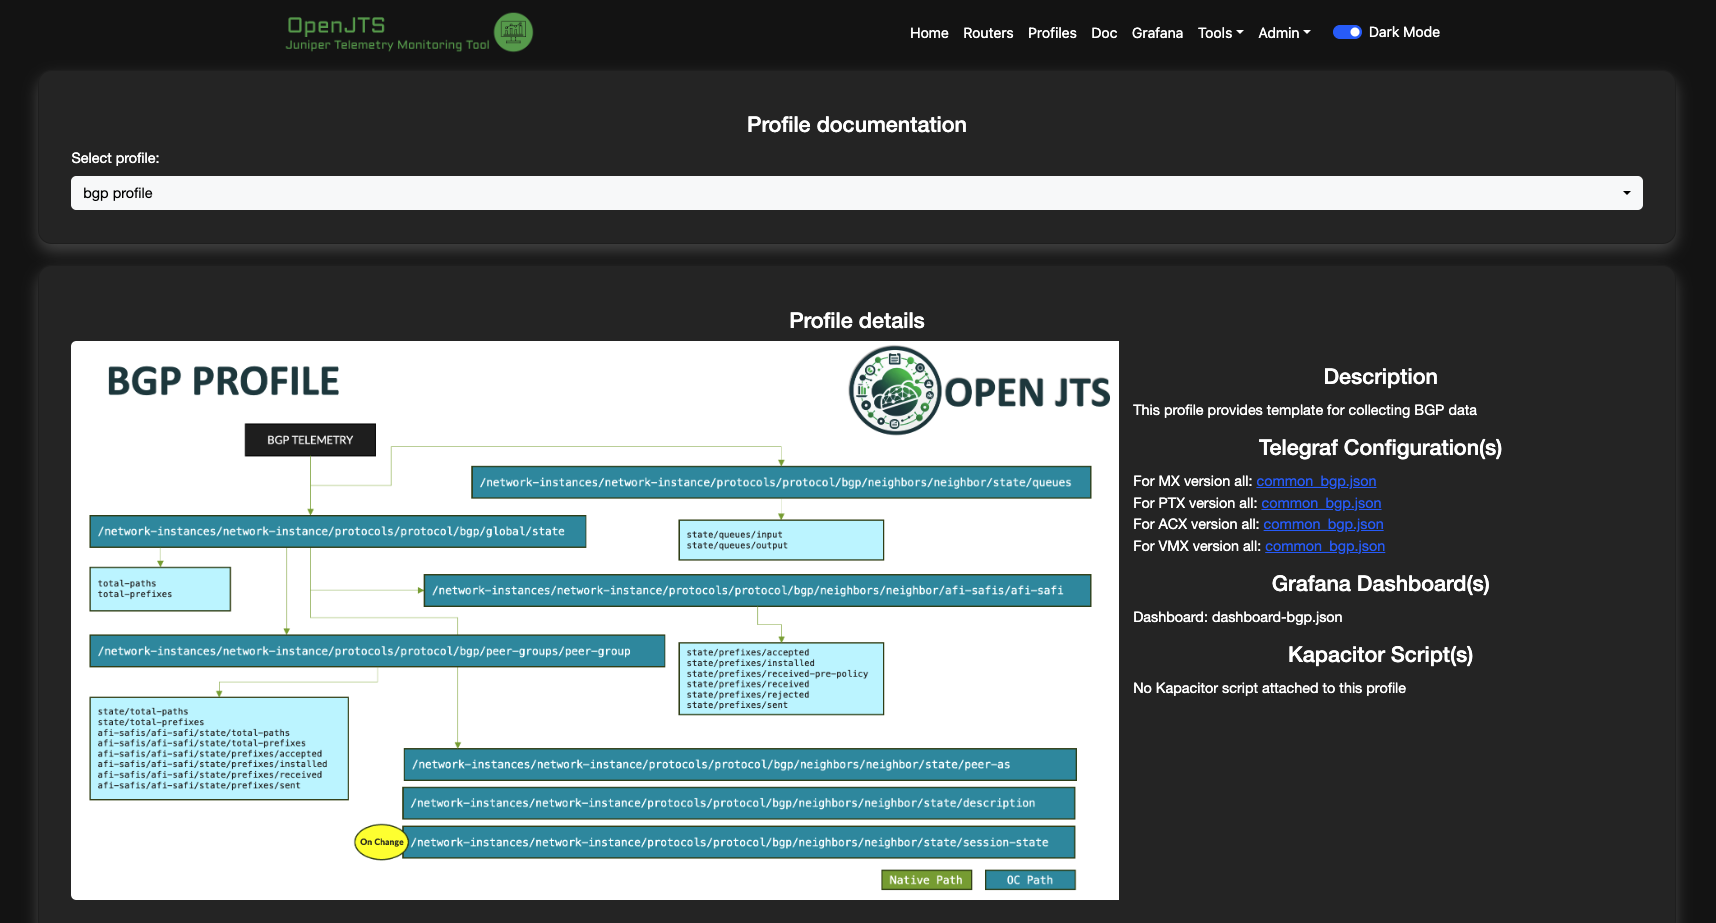 OpenJTS
Juniper Telemetry Monitoring Tool
Home Routers Profiles Doc Grafana Tools Admin Dark Mode
Profile documentation
Select profile:
bgp profile
Profile details
BGP PROFILE
OPEN JTS
BGP TELEMETRY
/network-instances/network-instance/protocols/protocol/bgp/neighbors/neighbor/state/queues
/network-instances/network-instance/protocols/protocol/bgp/global/state
state/queues/input
state/queues/output
total-paths
total-prefixes
/network-instances/network-instance/protocols/protocol/bgp/neighbors/neighbor/afi-safis/afi-safi
/network-instances/network-instance/protocols/protocol/bgp/peer-groups/peer-group
state/prefixes/accepted
state/prefixes/installed
state/prefixes/received-pre-policy
state/prefixes/received
state/prefixes/rejected
state/prefixes/sent
state/total-paths
state/total-prefixes
afi-safis/afi-safi/state/total-paths
afi-safis/afi-safi/state/total-prefixes
afi-safis/afi-safi/state/prefixes/accepted
afi-safis/afi-safi/state/prefixes/installed
afi-safis/afi-safi/state/prefixes/received
afi-safis/afi-safi/state/prefixes/sent
/network-instances/network-instance/protocols/protocol/bgp/neighbors/neighbor/state/peer-as
/network-instances/network-instance/protocols/protocol/bgp/neighbors/neighbor/state/description
On Change
/network-instances/network-instance/protocols/protocol/bgp/neighbors/neighbor/state/session-state
Native Path
OC Path
Description
This profile provides template for collecting BGP data
Telegraf Configuration(s)
For MX version all: common_bgp.json
For PTX version all: common_bgp.json
For ACX version all: common_bgp.json
For VMX version all: common_bgp.json
Grafana Dashboard(s)
Dashboard: dashboard-bgp.json
Kapacitor Script(s)
No Kapacitor script attached to this profile